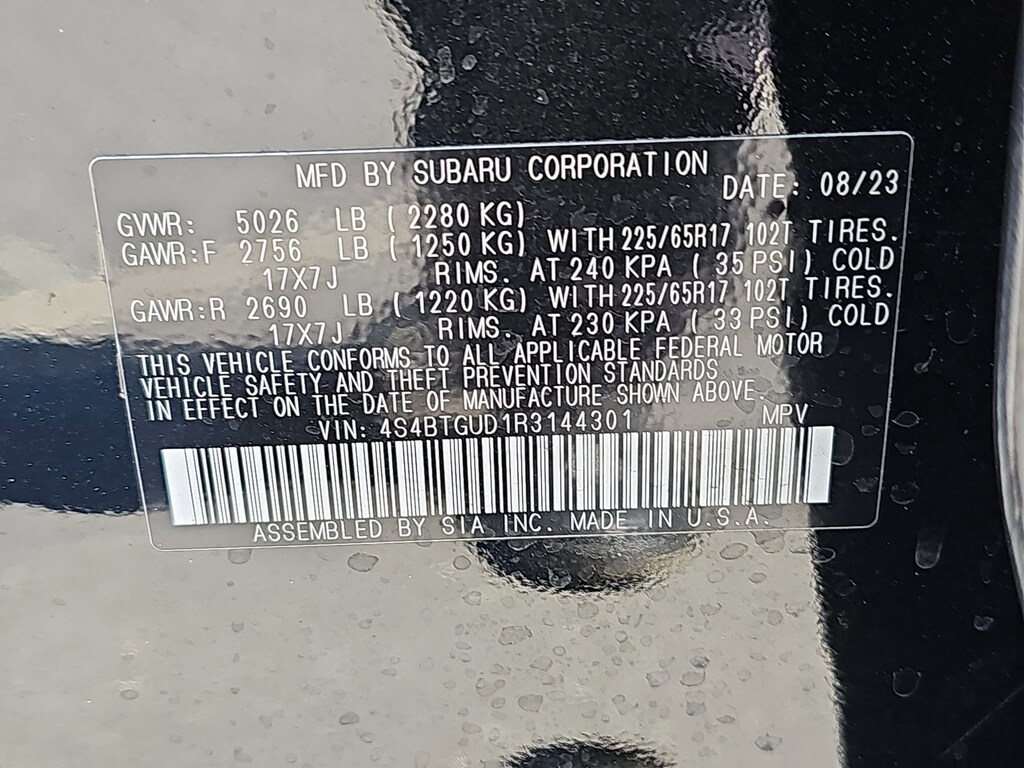 MFD BY SUBARU CORPORATION
DATE: 08/23
GVWR: 5026 LB ( 2280 KG)
GAWR:F 2756 LB ( 1250 KG) WITH 225/65R17 102T TIRES.
17X7J RIMS. AT 240 KPA ( 35 PSI) COLD
GAWR:R 2690 LB ( 1220 KG) WITH 225/65R17 102T TIRES.
17X7J RIMS. AT 230 KPA ( 33 PSI) COLD
THIS VEHICLE CONFORMS TO ALL APPLICABLE FEDERAL MOTOR
VEHICLE SAFETY AND THEFT PREVENTION STANDARDS
IN EFFECT ON THE DATE OF MANUFACTURE SHOWN ABOVE.
VIN: 4S4BTGUD1R3144301 MPV
ASSEMBLED BY SIA INC. MADE IN U.S.A.